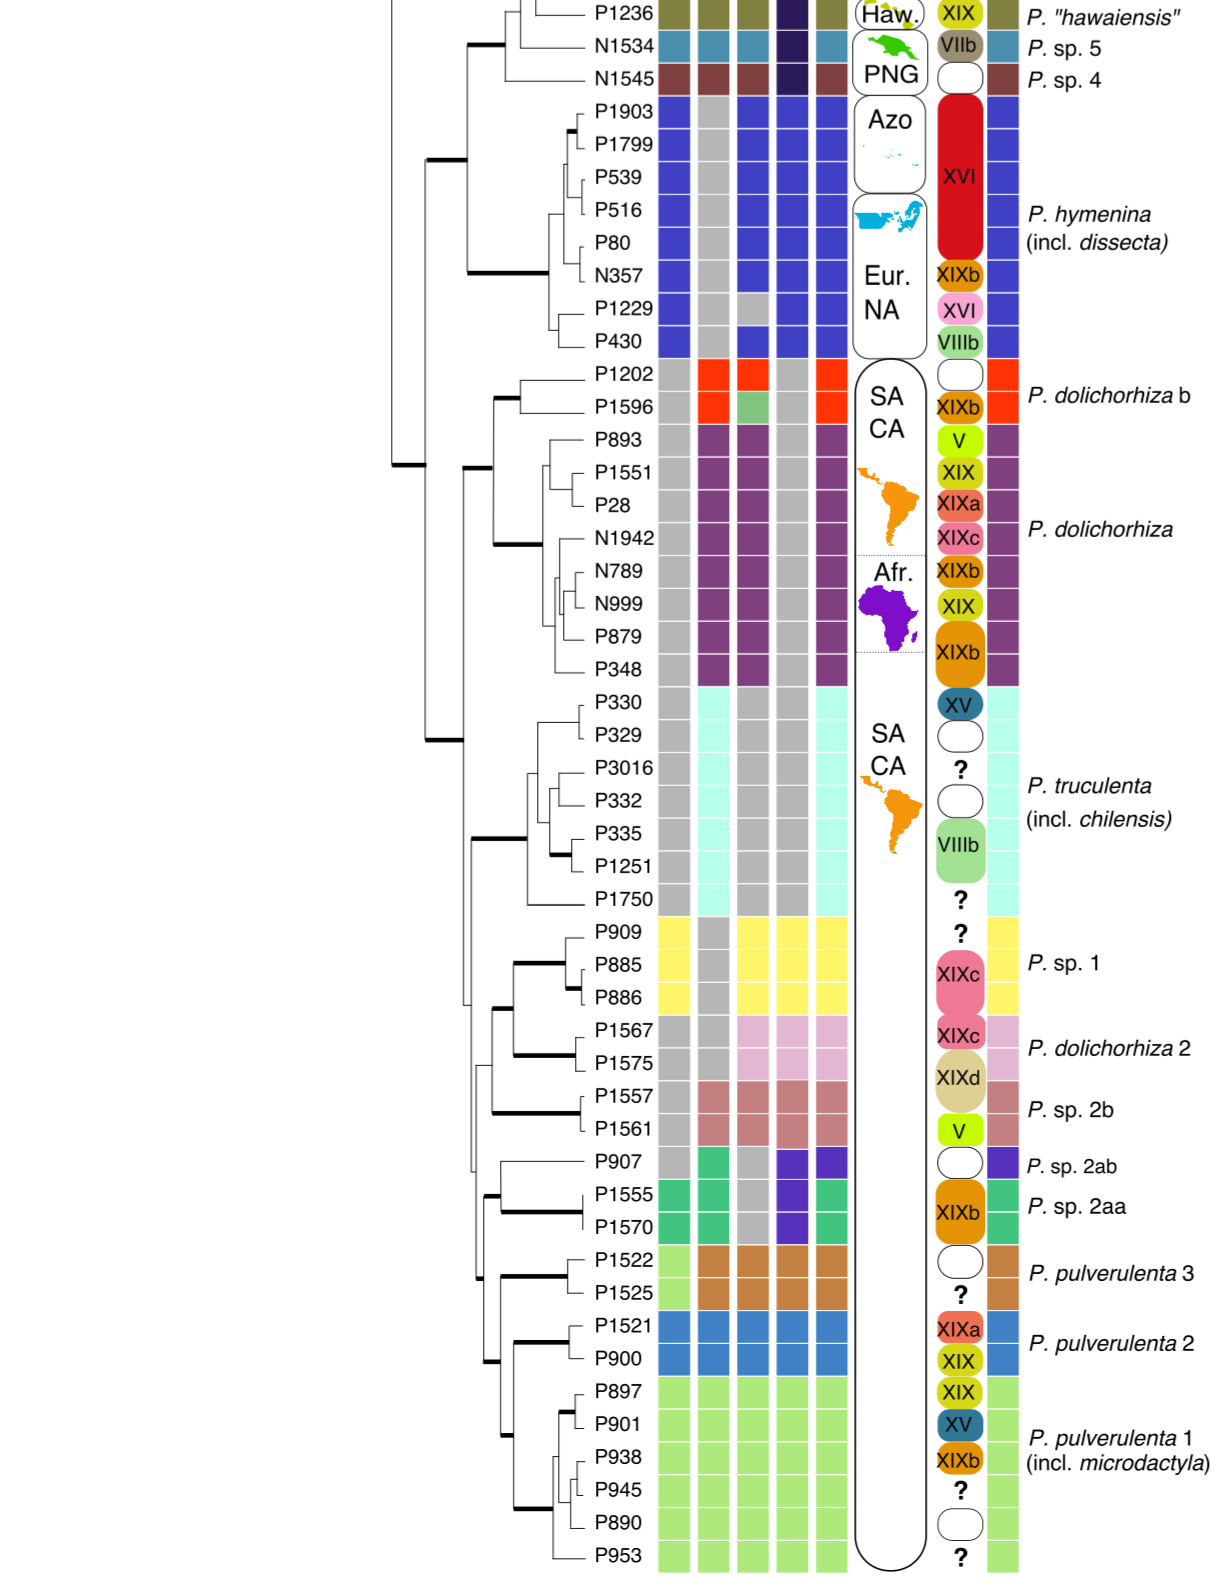 P1236 Haw. XIX P. "hawaiensis"
N1534 VIIb P. sp. 5
N1545 PNG P. sp. 4
P1903 Azo
P1799
P539 XVI
P516 P. hymenina
P80 (incl. dissecta)
N357 Eur. XIXb
P1229 NA XVI
P430 VIIIb
P1202 SA P. dolichorhiza b
P1596 CA XIXb
P893 V
P1551 XIX
P28 XIXa P. dolichorhiza
N1942 XIXc
N789 Afr. XIXb
N999 XIX
P879 XIXb
P348
P330 XV
P329 SA
P3016 CA ? P. truculenta
P332 (incl. chilensis)
P335 VIIIb
P1251
P1750 ?
P909 ?
P885 XIXc P. sp. 1
P886
P1567 XIXc P. dolichorhiza 2
P1575 XIXd
P1557 P. sp. 2b
P1561 V
P907 P. sp. 2ab
P1555 XIXb P. sp. 2aa
P1570
P1522 P. pulverulenta 3
P1525 ?
P1521 XIXa P. pulverulenta 2
P900 XIX
P897 XIX
P901 XV P. pulverulenta 1
P938 XIXb (incl. microdactyla)
P945 ?
P890
P953 ?